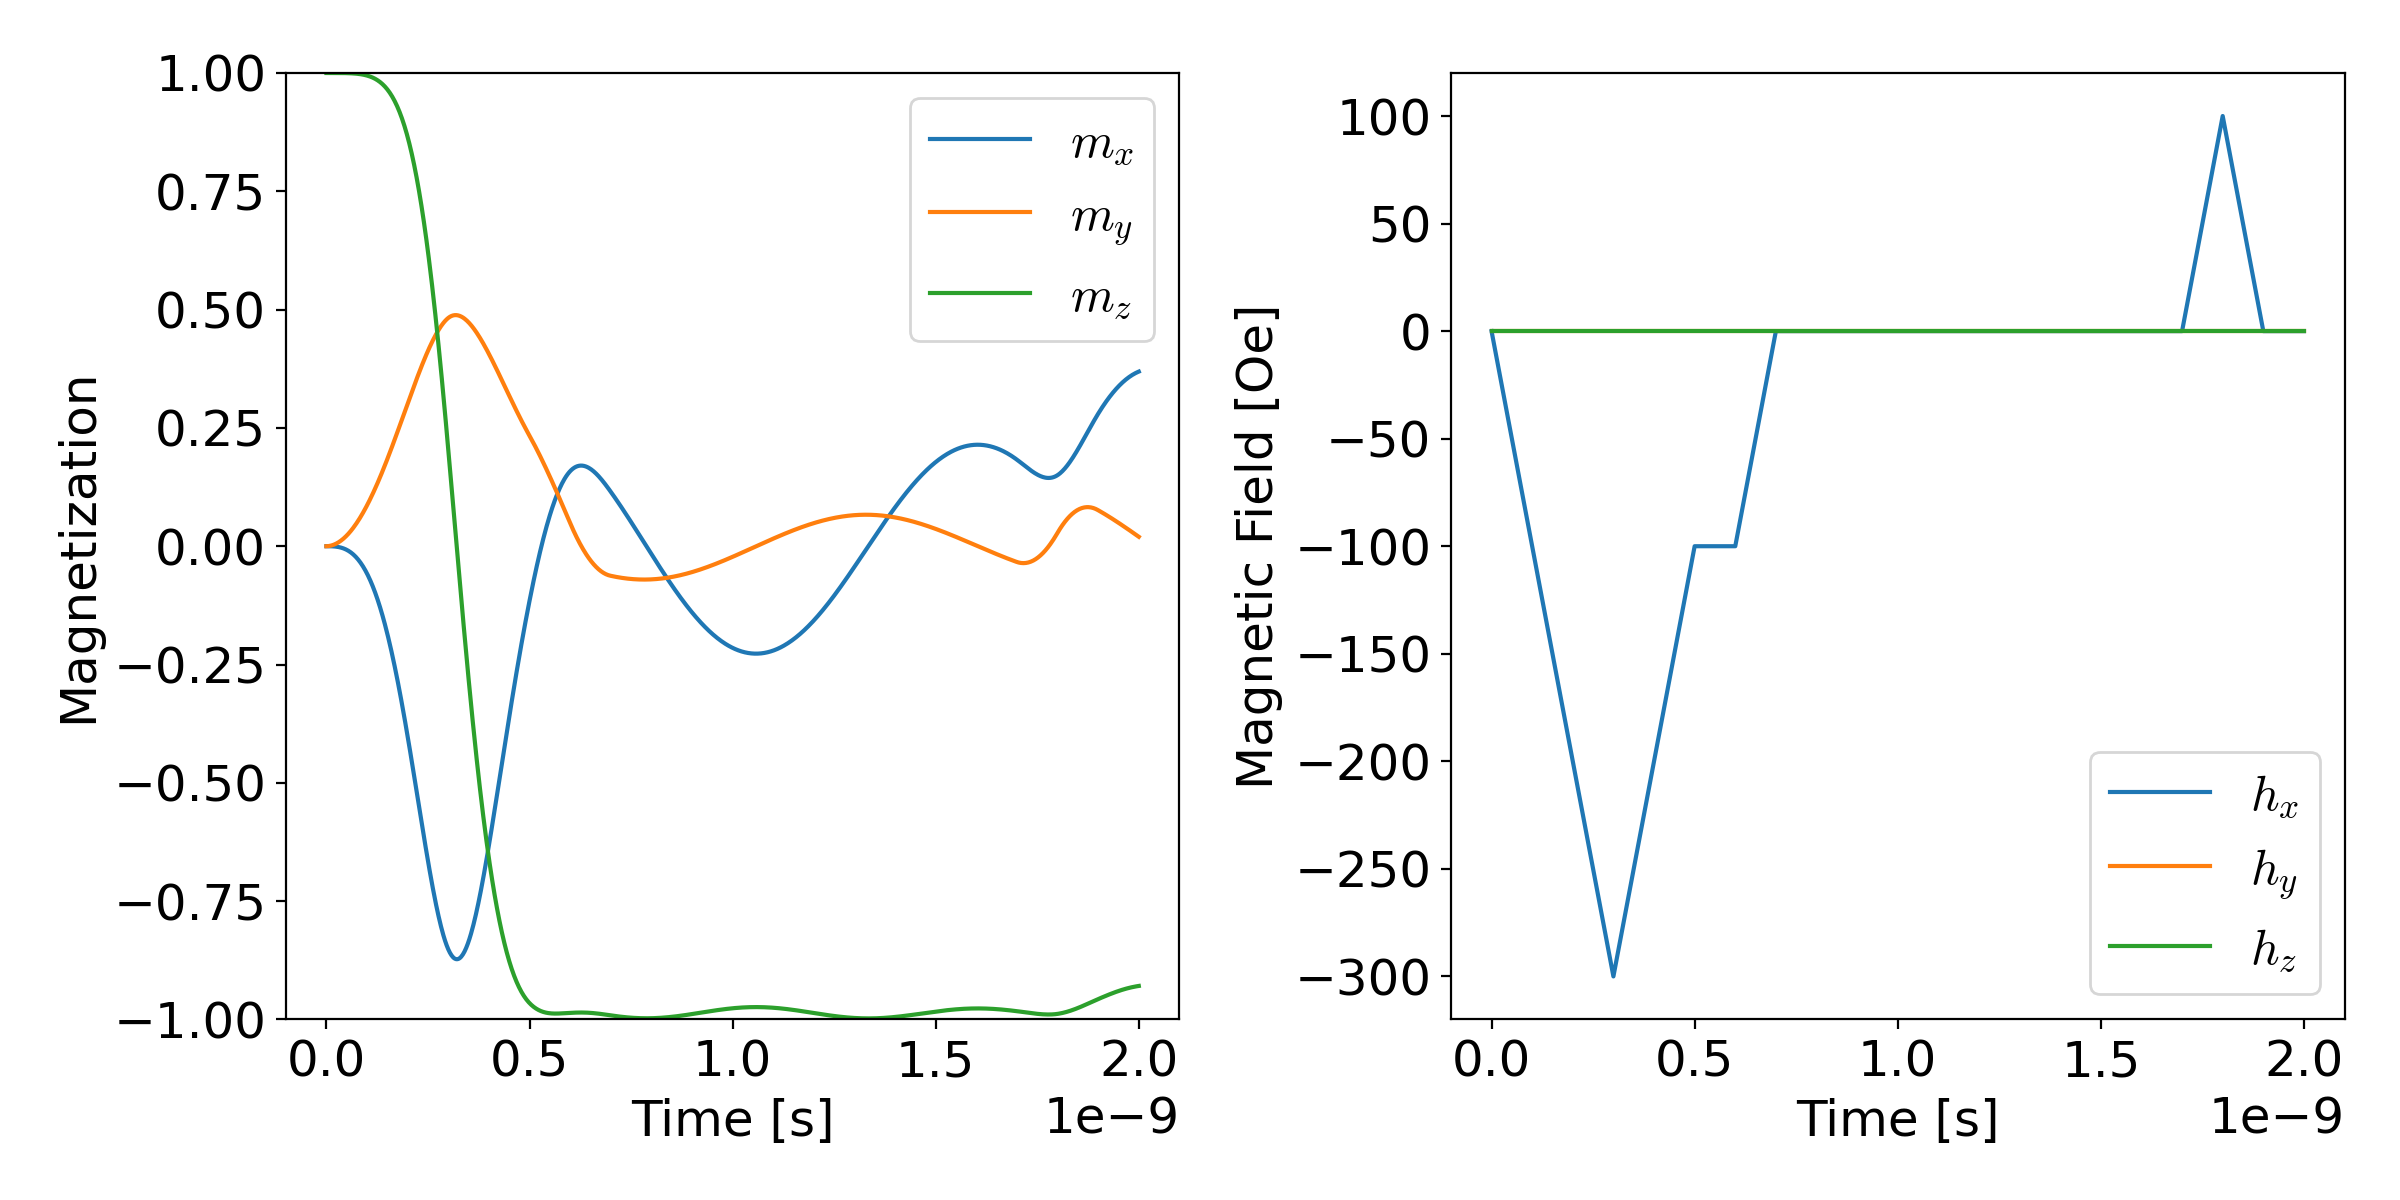 Magnetization
1.00
0.75
0.50
0.25
0.00
−0.25
−0.50
−0.75
−1.00
0.0 0.5 1.0 1.5 2.0
Time [s]
1e−9
m_x
m_y
m_z
Magnetic Field [Oe]
100
50
0
−50
−100
−150
−200
−250
−300
0.0 0.5 1.0 1.5 2.0
Time [s]
1e−9
h_x
h_y
h_z